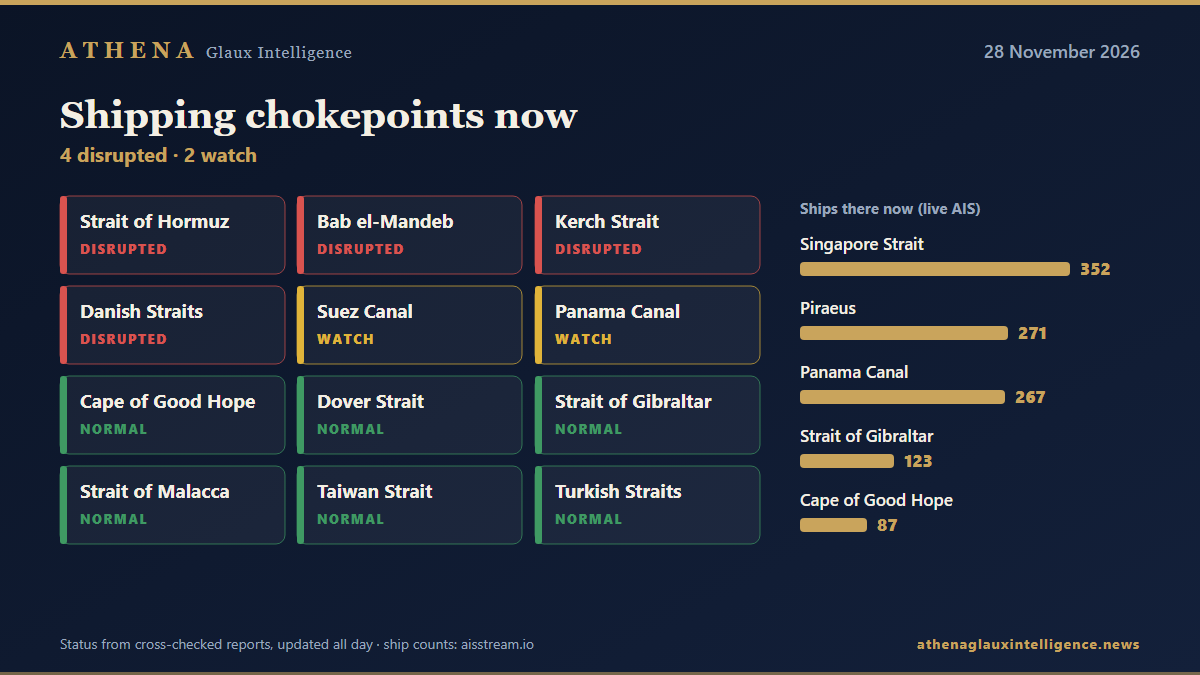 ATHENA Glaux Intelligence
28 November 2026
Shipping chokepoints now
4 disrupted · 2 watch
Strait of Hormuz
DISRUPTED
Bab el-Mandeb
DISRUPTED
Kerch Strait
DISRUPTED
Danish Straits
DISRUPTED
Suez Canal
WATCH
Panama Canal
WATCH
Cape of Good Hope
NORMAL
Dover Strait
NORMAL
Strait of Gibraltar
NORMAL
Strait of Malacca
NORMAL
Taiwan Strait
NORMAL
Turkish Straits
NORMAL
Ships there now (live AIS)
Singapore Strait
352
Piraeus
271
Panama Canal
267
Strait of Gibraltar
123
Cape of Good Hope
87
Status from cross-checked reports, updated all day · ship counts: aisstream.io
athenaglauxintelligence.news